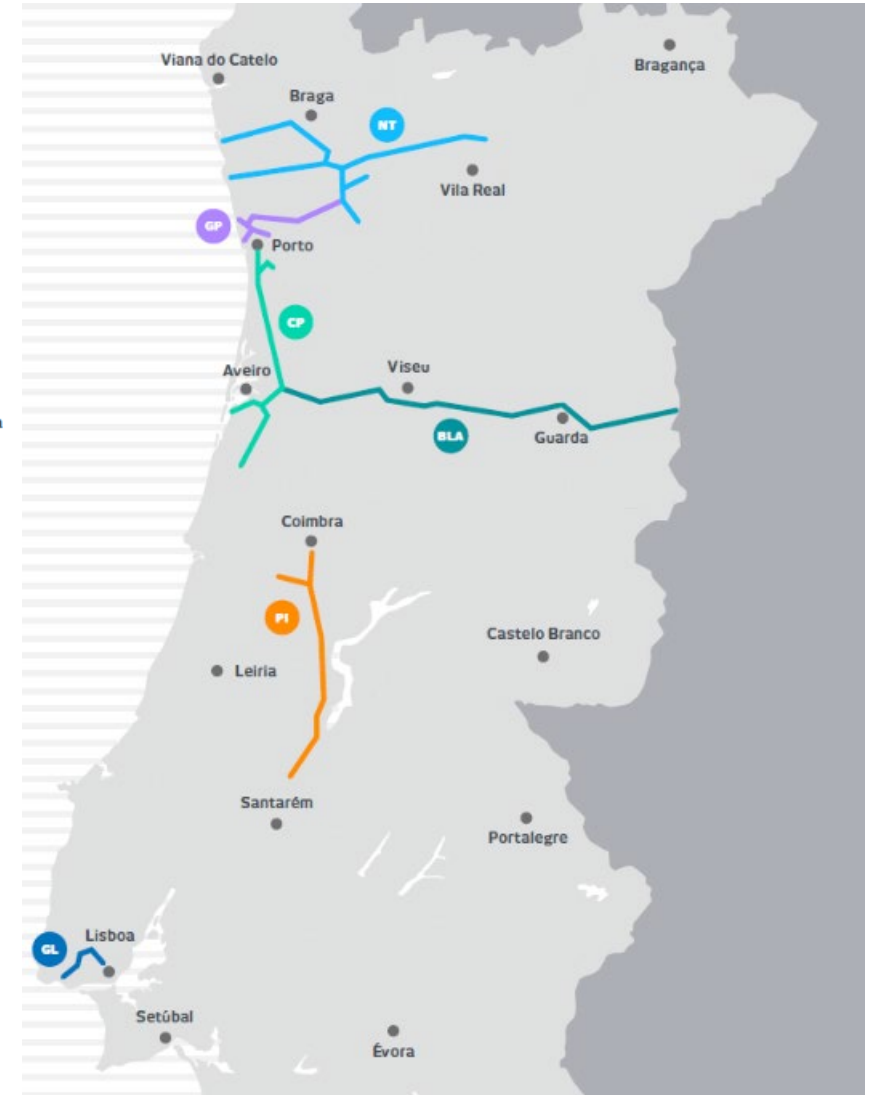 Viana do Catelo
Bragança
Braga
NT
Vila Real
GP
Porto
CP
Aveiro
Viseu
a
BLA
Guarda
Coimbra
PI
Castelo Branco
Leiria
Santarém
Portalegre
GL
Lisboa
Setúbal
Évora